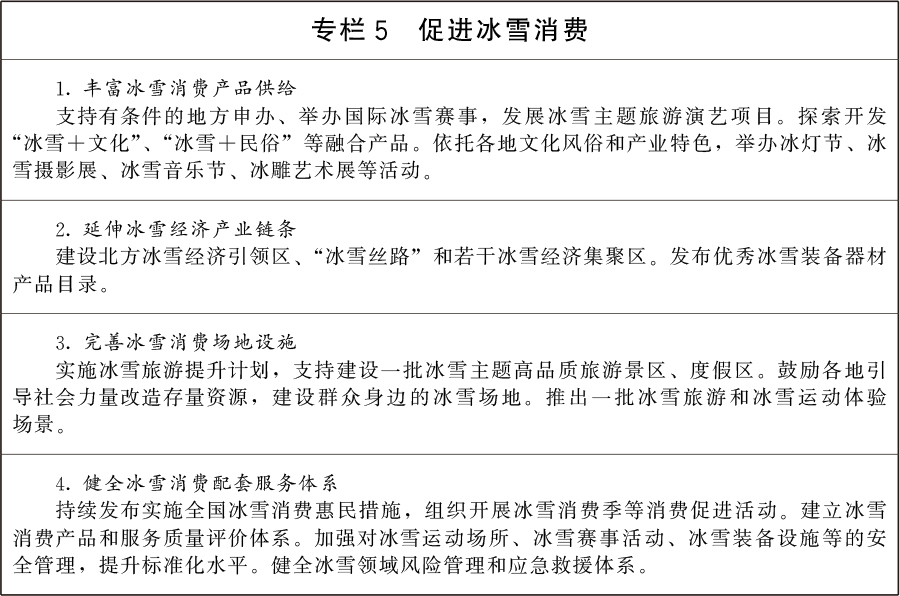 专栏 5　促进冰雪消费
1. 丰富冰雪消费产品供给
支持有条件的地方申办、举办国际冰雪赛事，发展冰雪主题旅游演艺项目。探索开发
“冰雪＋文化”、“冰雪＋民俗” 等融合产品。依托各地文化风俗和产业特色，举办冰灯节、冰
雪摄影展、冰雪音乐节、冰雕艺术展等活动。
2. 延伸冰雪经济产业链条
建设北方冰雪经济引领区、“冰雪丝路” 和若干冰雪经济集聚区。发布优秀冰雪装备器材
产品目录。
3. 完善冰雪消费场地设施
实施冰雪旅游提升计划，支持建设一批冰雪主题高品质旅游景区、度假区。鼓励各地引
导社会力量改造存量资源，建设群众身边的冰雪场地。推出一批冰雪旅游和冰雪运动体验
场景。
4. 健全冰雪消费配套服务体系
持续发布实施全国冰雪消费惠民措施，组织开展冰雪消费季等消费促进活动。建立冰雪
消费产品和服务质量评价体系。加强对冰雪运动场所、冰雪赛事活动、冰雪装备设施等的安
全管理，提升标准化水平。健全冰雪领域风险管理和应急救援体系。